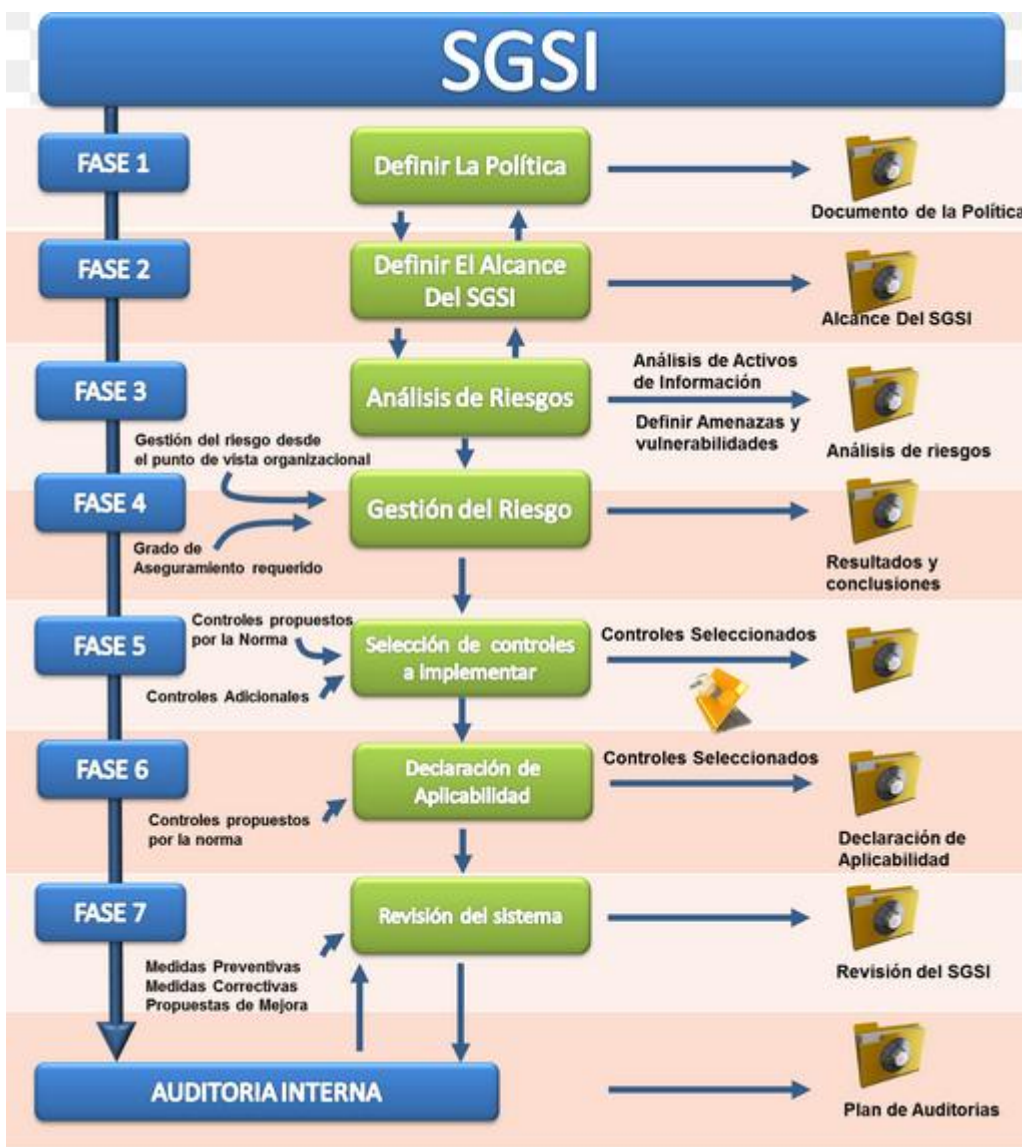 SGSI
FASE 1
Definir La Política
Documento de la Política
FASE 2
Definir El Alcance
Del SGSI
Alcance Del SGSI
FASE 3
Análisis de Riesgos
Análisis de Activos
de Información
Definir Amenazas y
vulnerabilidades
Análisis de riesgos
Gestión del riesgo desde
el punto de vista organizacional
FASE 4
Gestión del Riesgo
Grado de
Aseguramiento requerido
Resultados y
conclusiones
FASE 5
Controles propuestos
por la Norma
Controles Adicionales
Selección de controles
a Implementar
Controles Seleccionados
FASE 6
Controles propuestos
por la norma
Declaración de
Aplicabilidad
Controles Seleccionados
Declaración de
Aplicabilidad
FASE 7
Revisión del sistema
Medidas Preventivas
Medidas Correctivas
Propuestas de Mejora
Revisión del SGSI
AUDITORIA INTERNA
Plan de Auditorias